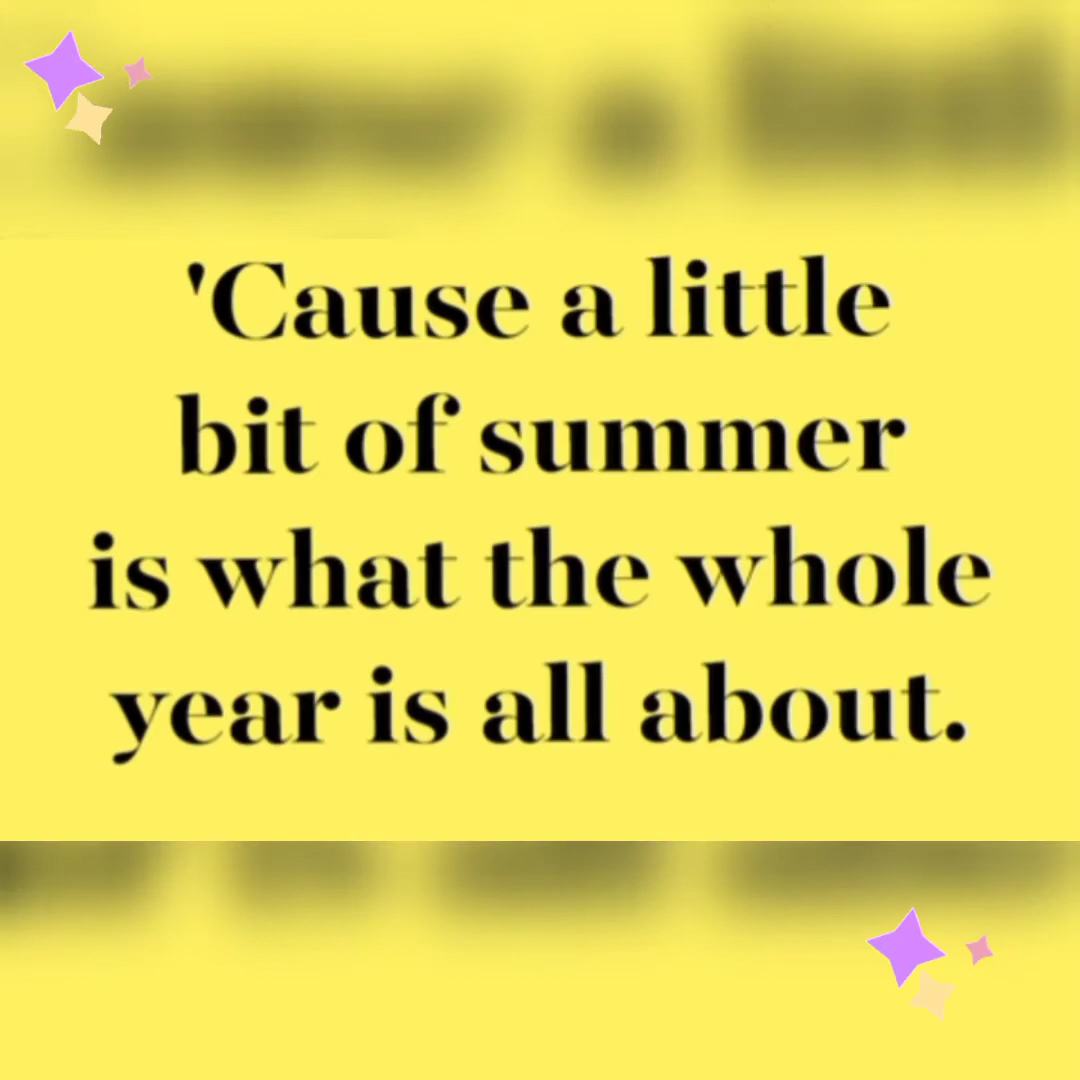 'Cause a little
bit of summer
is what the whole
year is all about.